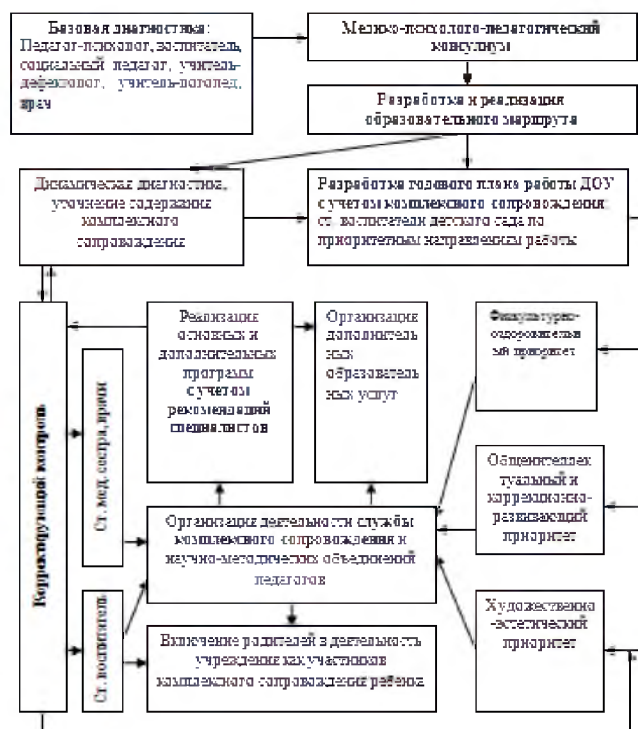 Базовая диагностика:
Педагог-психолог, воспитатель,
социальный педагог, учитель-
дефектолог, учитель-логопед,
врач
Медико-психолого-педагогический
консилиум
Разработка и реализация
образовательного маршрута
Динамическая диагностика,
уточнение содержания
комплексного
сопровождения
Разработка годового плана работы ДОУ
с учетом комплексного сопровождения:
ст. воспитатели детского сада по
приоритетным направлениям работы
Корректирующий контроль
Ст. мед. сестра, врачи
Ст. воспитатель
Реализация
основных и
дополнительных
программ
с учетом
рекомендаций
специалистов
Организация
дополнитель
ных
образователь
ных услуг
Физкультурно-
оздоровительн
ый приоритет
Общеинтеллек
туальный и
коррекционно-
развивающий
приоритет
Художественно
-эстетический
приоритет
Организация деятельности службы
комплексного сопровождения и
научно-методических объединений
педагогов
Включение родителей в деятельность
учреждения как участников
комплексного сопровождения ребенка